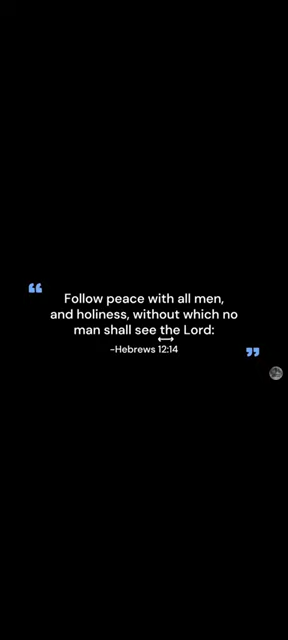 “
Follow peace with all men,
and holiness, without which no
man shall see the Lord:
-Hebrews 12:14
”